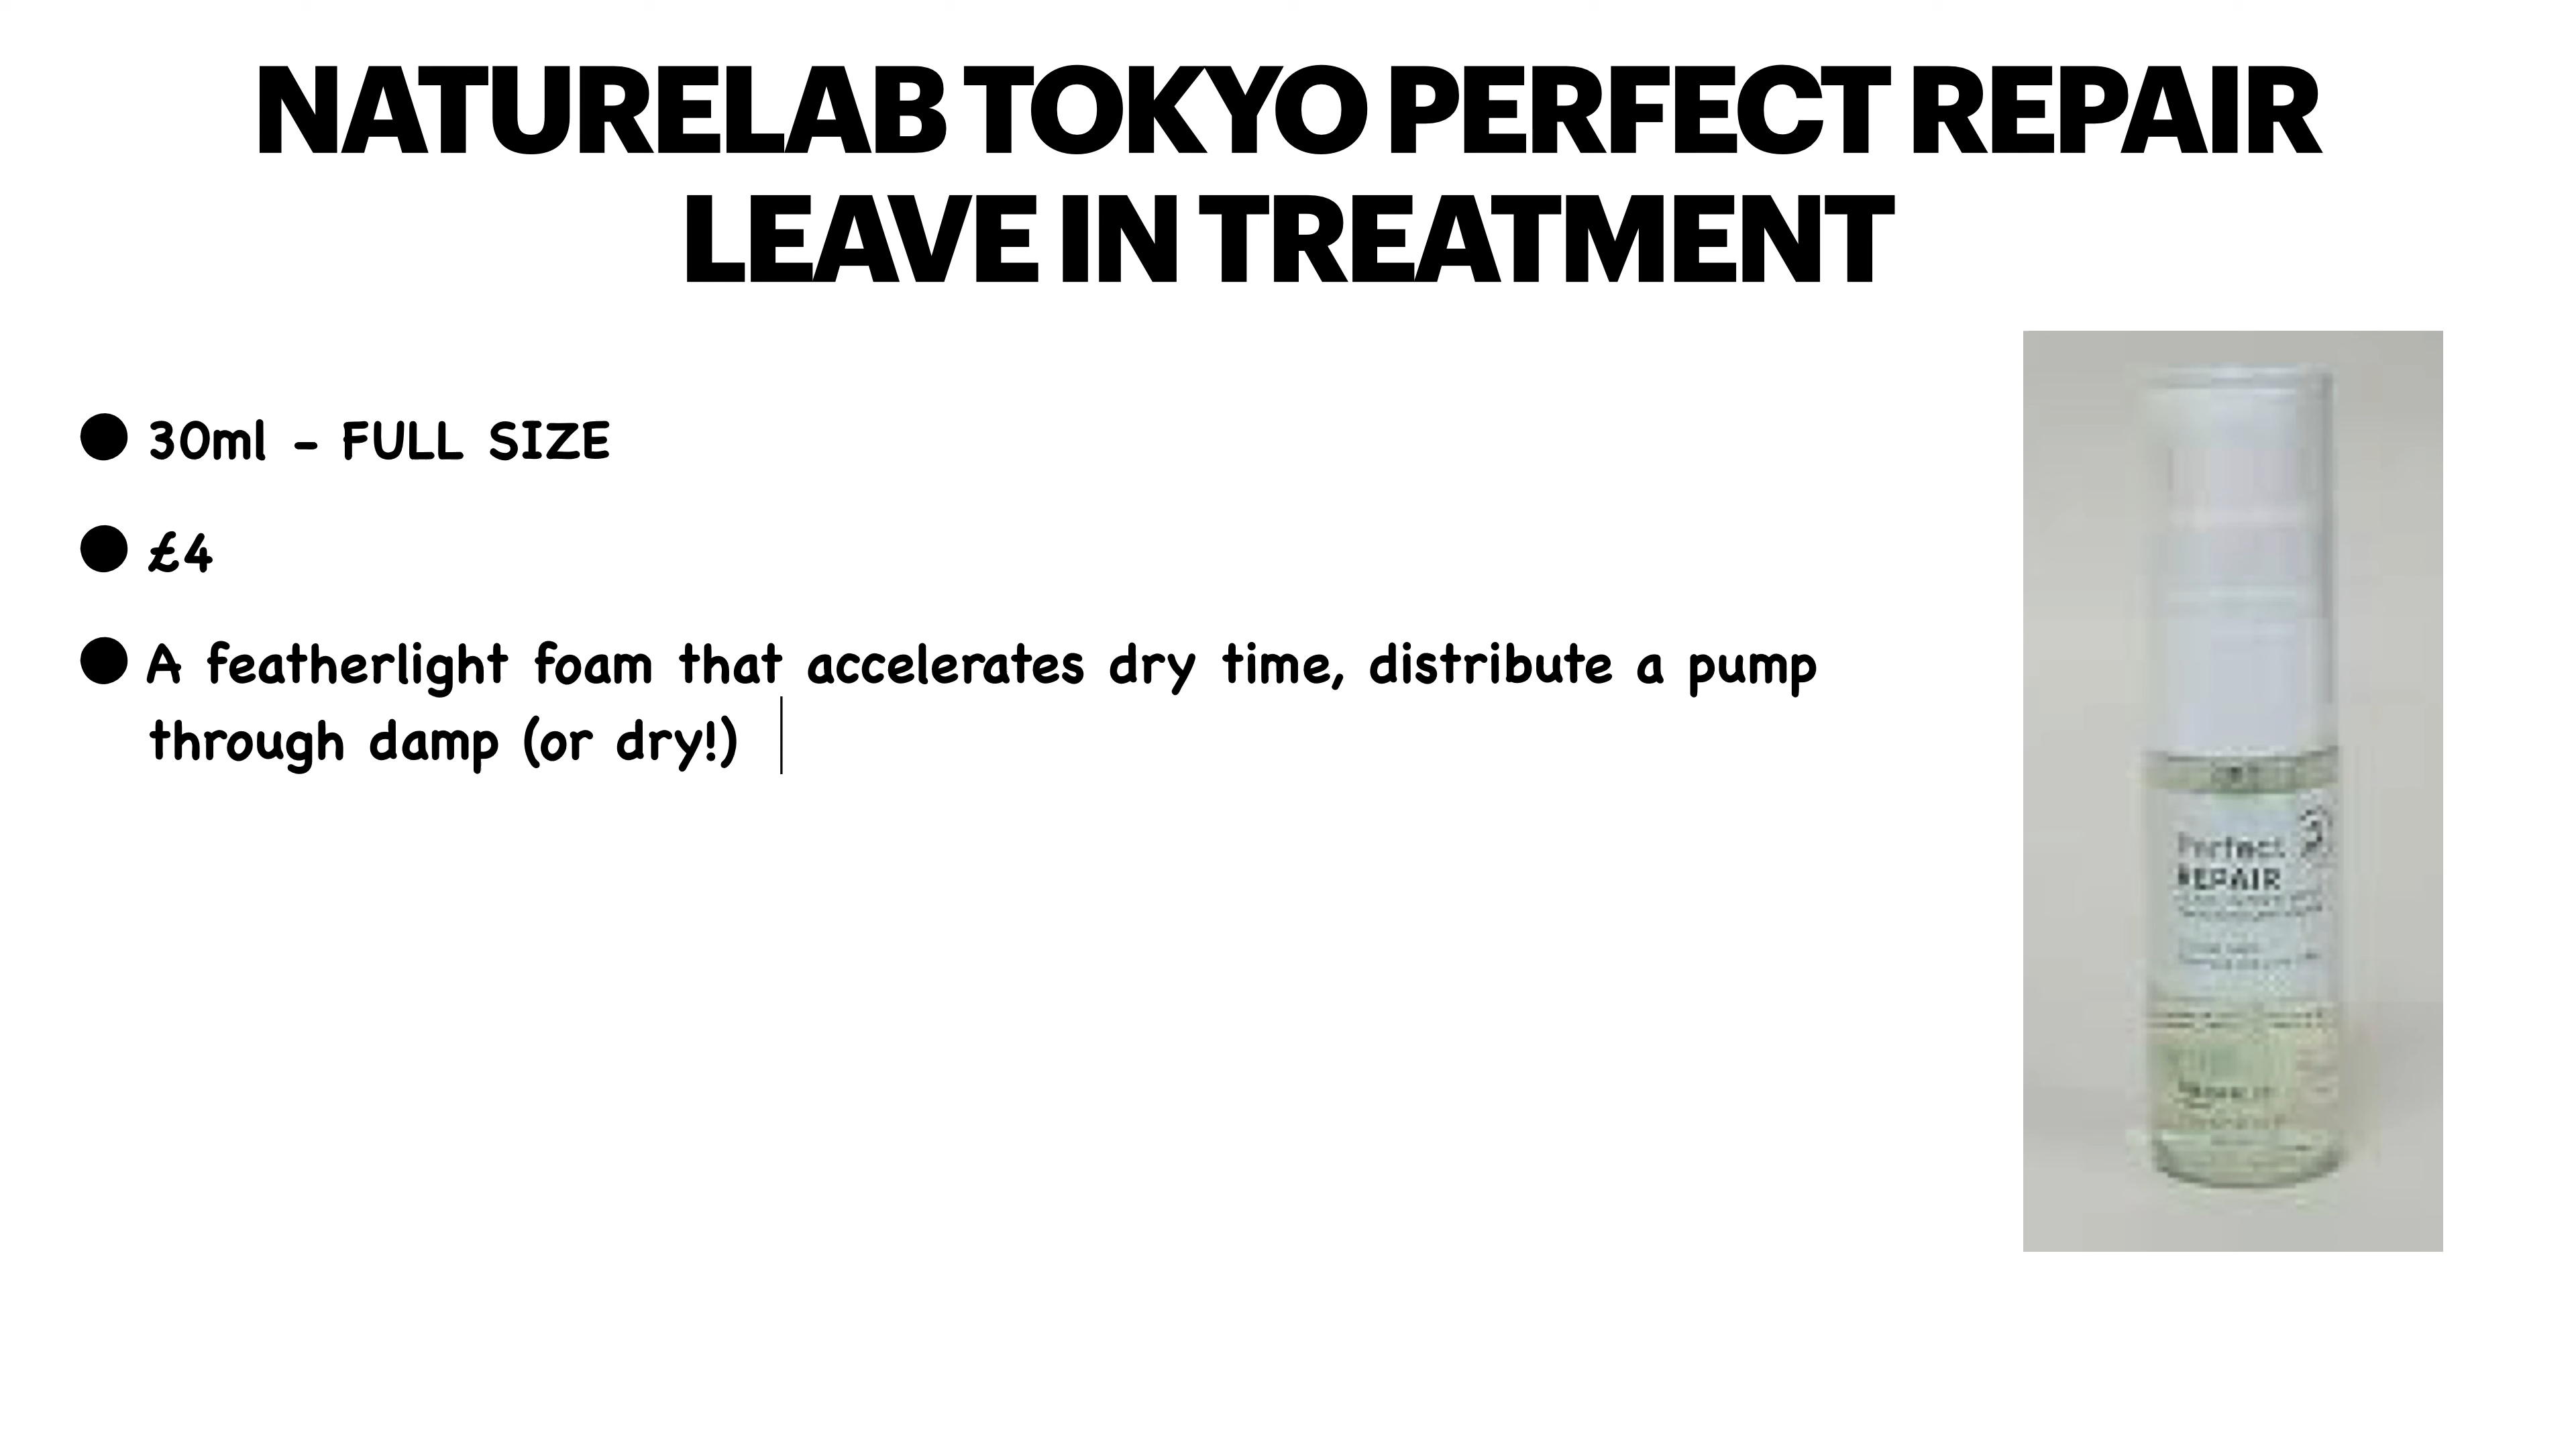 NATURELAB TOKYO PERFECT REPAIR
LEAVE IN TREATMENT
30ml - FULL SIZE
£4
A featherlight foam that accelerates dry time, distribute a pump
through damp (or dry!)
Perfect
REPAIR